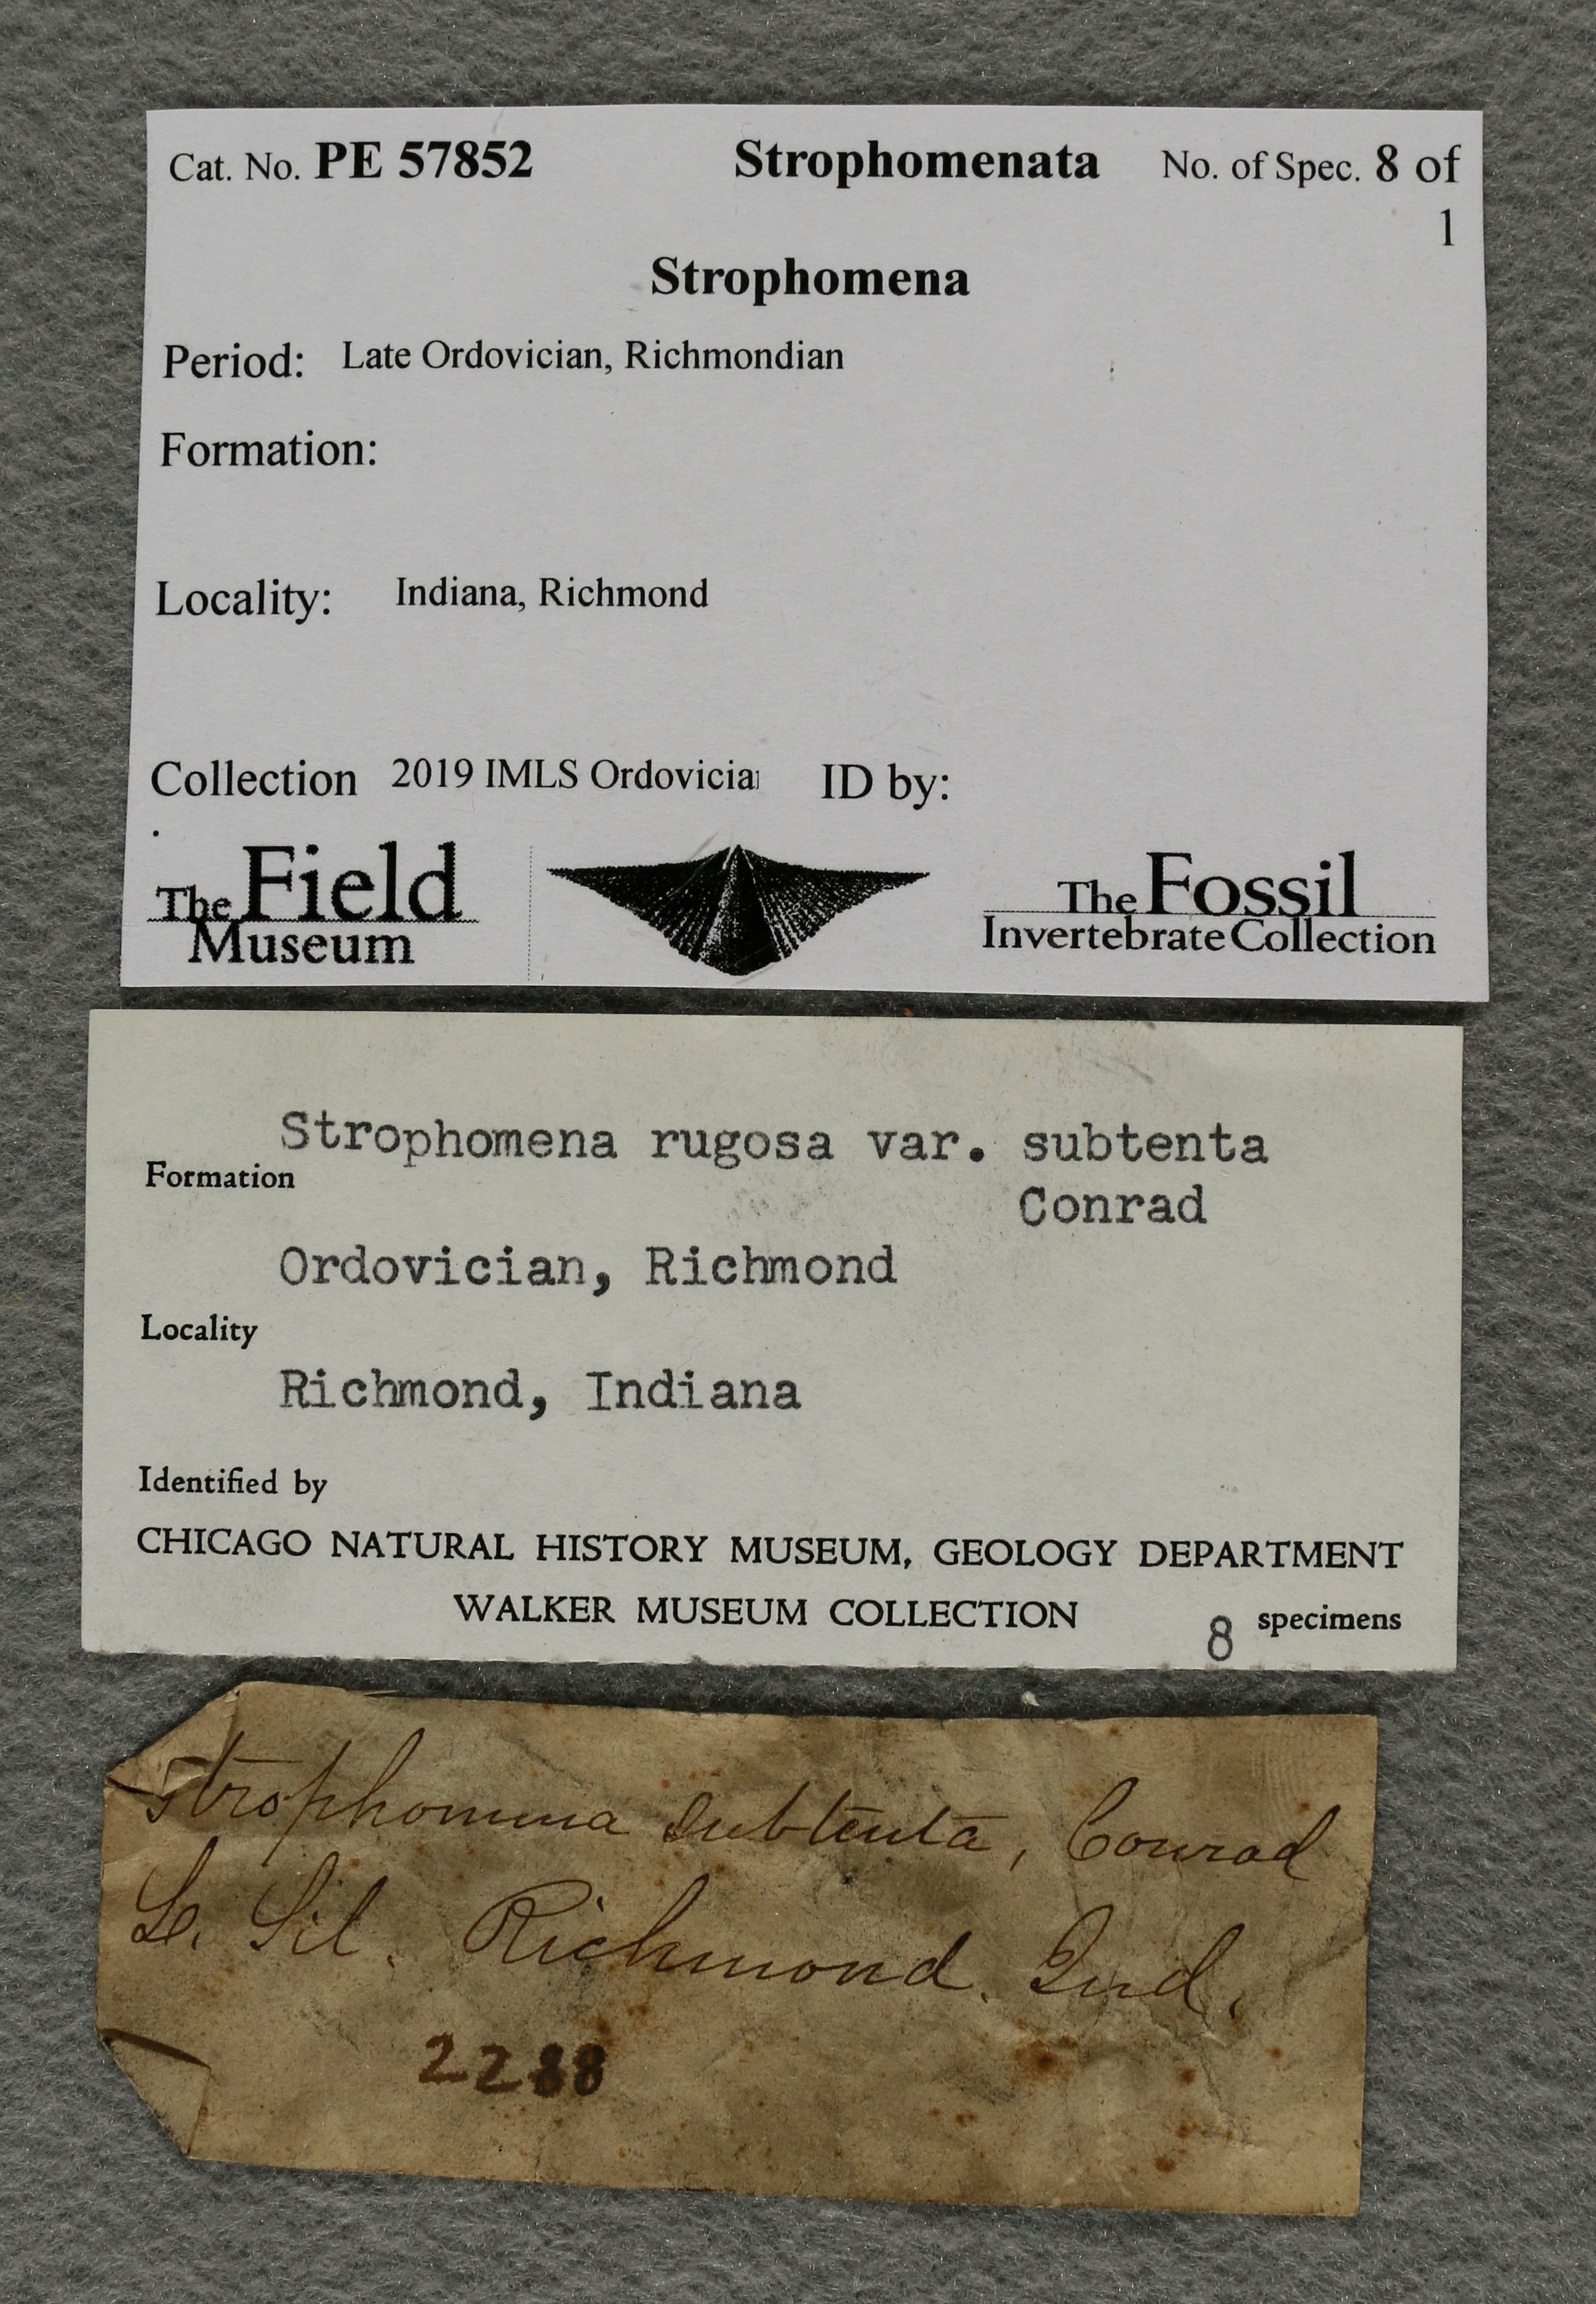 Cat. No. PE 57852 Strophomenata No. of Spec. 8 of
1
Strophomena
Period: Late Ordovician, Richmondian
Formation:
Locality: Indiana, Richmond
Collection 2019 IMLS Ordovician ID by:
The Field
Museum
The Fossil
Invertebrate Collection
Strophomena rugosa var. subtenta
Formation
Conrad
Ordovician, Richmond
Locality
Richmond, Indiana
Identified by
CHICAGO NATURAL HISTORY MUSEUM, GEOLOGY DEPARTMENT
WALKER MUSEUM COLLECTION 8 specimens
Strophomena subtenta, Conrad
Lo. Sil. Richmond. Ind.
2288